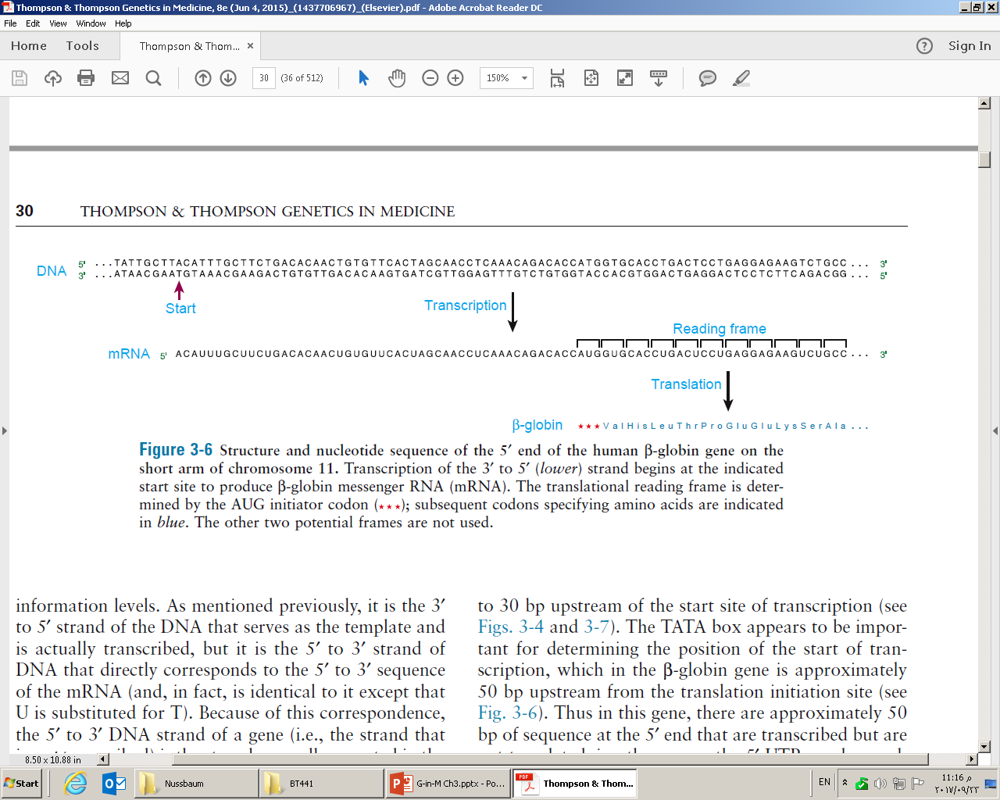 Thompson & Thompson Genetics in Medicine, 8e (Jun 4, 2015)_(1437706967)_(Elsevier).pdf - Adobe Acrobat Reader DC
File Edit View Window Help
Home Tools Thompson & Thom... × ? Sign In
30 (36 of 512) 150%
30 THOMPSON & THOMPSON GENETICS IN MEDICINE
5' ...TATTGCTTACATTTGCTTCTGACACAACTGTGTTCACTAGCAACCTCAAACAGACACCATGGTGCACCTGACTCCTGAGGAGAAGTCTGCC... 3'
DNA
3' ...ATAACGAATGTAAACGAAGACTGTGTTGACACAAGTGATCGTTGGAGTTTGTCTGTGGTACCACGTGGACTGAGGACTCCTCTTCAGACGG... 5'
Start
Transcription
Reading frame
mRNA 5' ACAUUUGCUUCUGACACAACUGUGUUCACUAGCAACCUCAAACAGACACCAUGGUGCACCUGACUCCUGAGGAGAAGUCUGCC... 3'
Translation
β-globin ★★★ValHisLeuThrProGluGluLysSerAla...
Figure 3-6 Structure and nucleotide sequence of the 5′ end of the human β-globin gene on the
short arm of chromosome 11. Transcription of the 3′ to 5′ (lower) strand begins at the indicated
start site to produce β-globin messenger RNA (mRNA). The translational reading frame is deter-
mined by the AUG initiator codon (★★★); subsequent codons specifying amino acids are indicated
in blue. The other two potential frames are not used.
information levels. As mentioned previously, it is the 3′
to 5′ strand of the DNA that serves as the template and
is actually transcribed, but it is the 5′ to 3′ strand of
DNA that directly corresponds to the 5′ to 3′ sequence
of the mRNA (and, in fact, is identical to it except that
U is substituted for T). Because of this correspondence,
the 5′ to 3′ DNA strand of a gene (i.e., the strand that
to 30 bp upstream of the start site of transcription (see
Figs. 3-4 and 3-7). The TATA box appears to be impor-
tant for determining the position of the start of tran-
scription, which in the β-globin gene is approximately
50 bp upstream from the translation initiation site (see
Fig. 3-6). Thus in this gene, there are approximately 50
bp of sequence at the 5′ end that are transcribed but are
8.50 x 10.88 in
Start Nussbaum BT441 G-in-M Ch3.pptx - Po... PDF Thompson & Thom... EN 11:16 م
٢٠١٧/٠٩/٢٣